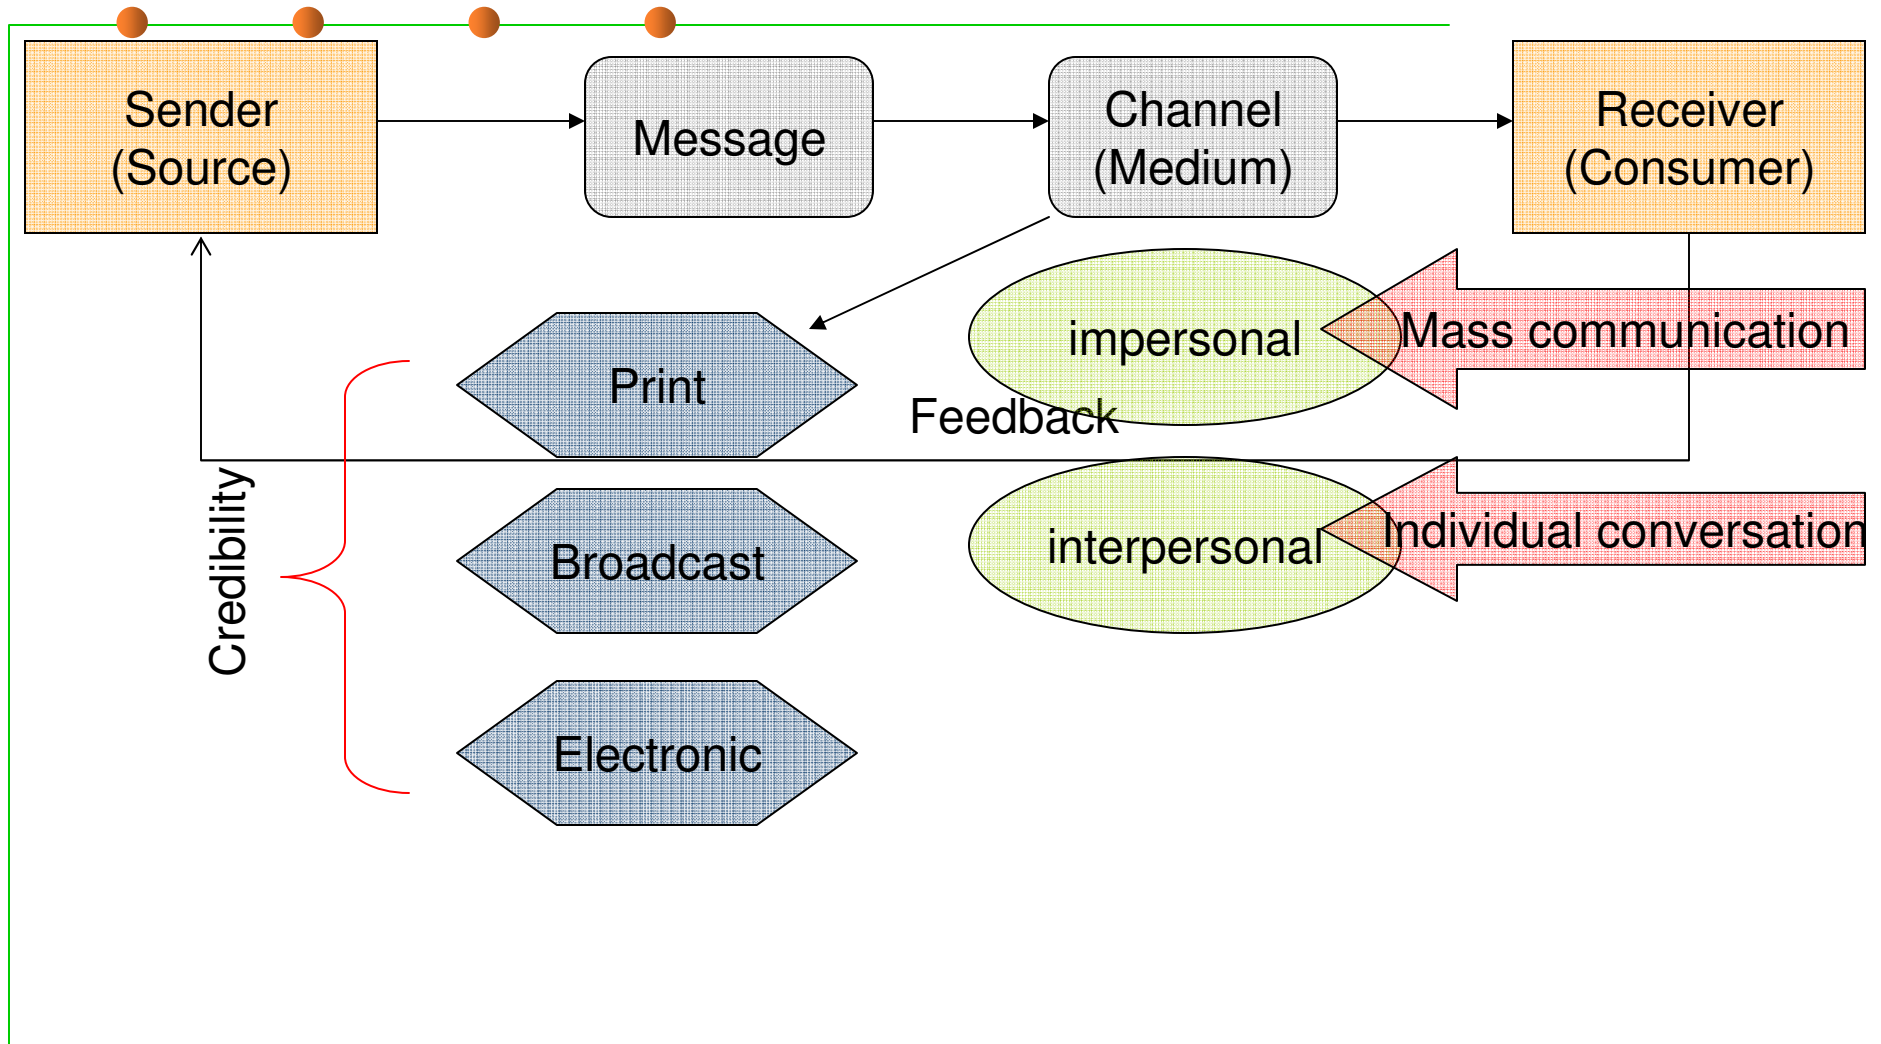 Sender
(Source)
Message
Channel
(Medium)
Receiver
(Consumer)
impersonal
Mass communication
Print
Feedback
Credibility
Broadcast
interpersonal
Individual conversation
Electronic